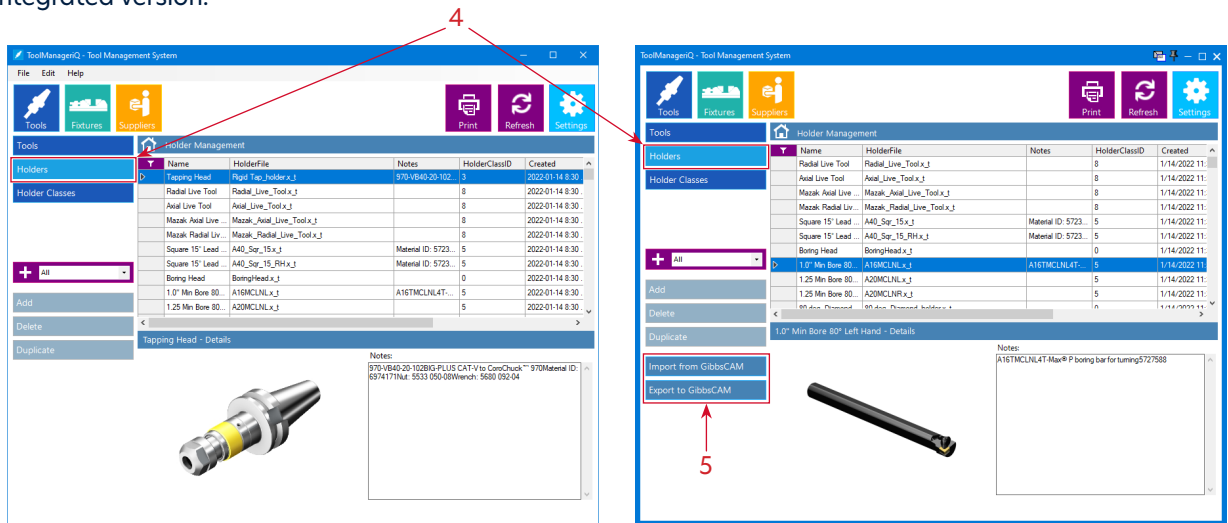 integrated version.
4
ToolManageriQ - Tool Management System
File Edit Help
Tools Fixtures Suppliers Print Refresh Settings
Tools
Holders
Holder Classes
All
Add
Delete
Duplicate
Holder Management
Name HolderFile Notes HolderClassID Created
Tapping Head Rigid Tap_holder.x_t 970-VB40-20-102... 3 2022-01-14 8:30 .
Radial Live Tool Radial_Live_Tool.x_t 8 2022-01-14 8:30 .
Axial Live Tool Axial_Live_Tool.x_t 8 2022-01-14 8:30 .
Mazak Axial Live ... Mazak_Axial_Live_Tool.x_t 8 2022-01-14 8:30 .
Mazak Radial Liv... Mazak_Radial_Live_Tool.x_t 8 2022-01-14 8:30 .
Square 15° Lead ... A40_Sqr_15.x_t Material ID: 5723... 5 2022-01-14 8:30 .
Square 15° Lead ... A40_Sqr_15_RH.x_t Material ID: 5723... 5 2022-01-14 8:30 .
Boring Head BoringHead.x_t 0 2022-01-14 8:30 .
1.0" Min Bore 80... A16MCLNL.x_t A16TMCLNL4T-... 5 2022-01-14 8:30 .
1.25 Min Bore 80... A20MCLNL.x_t 5 2022-01-14 8:30 .
Tapping Head - Details
Notes:
970-VB40-20-102BIG-PLUS CAT-V to CoroChuck™ 970Material ID:
6974171Nut: 5533 050-08Wrench: 5680 092-04
ToolManageriQ - Tool Management System
Tools Fixtures Suppliers Print Refresh Settings
Tools
Holders
Holder Classes
All
Add
Delete
Duplicate
Import from GibbsCAM
Export to GibbsCAM
5
Holder Management
Name HolderFile Notes HolderClassID Created
Radial Live Tool Radial_Live_Tool.x_t 8 1/14/2022 11:
Axial Live Tool Axial_Live_Tool.x_t 8 1/14/2022 11:
Mazak Axial Live ... Mazak_Axial_Live_Tool.x_t 8 1/14/2022 11:
Mazak Radial Liv... Mazak_Radial_Live_Tool.x_t 8 1/14/2022 11:
Square 15° Lead ... A40_Sqr_15.x_t Material ID: 5723... 5 1/14/2022 11:
Square 15° Lead ... A40_Sqr_15_RH.x_t Material ID: 5723... 5 1/14/2022 11:
Boring Head BoringHead.x_t 0 1/14/2022 11:
1.0" Min Bore 80... A16MCLNL.x_t A16TMCLNL4T-... 5 1/14/2022 11:
1.25 Min Bore 80... A20MCLNL.x_t 5 1/14/2022 11:
1.25 Min Bore 80... A20MCLNR.x_t 5 1/14/2022 11:
1.0" Min Bore 80° Left Hand - Details
Notes:
A16TMCLNL4T-Max® P boring bar for turning5727588